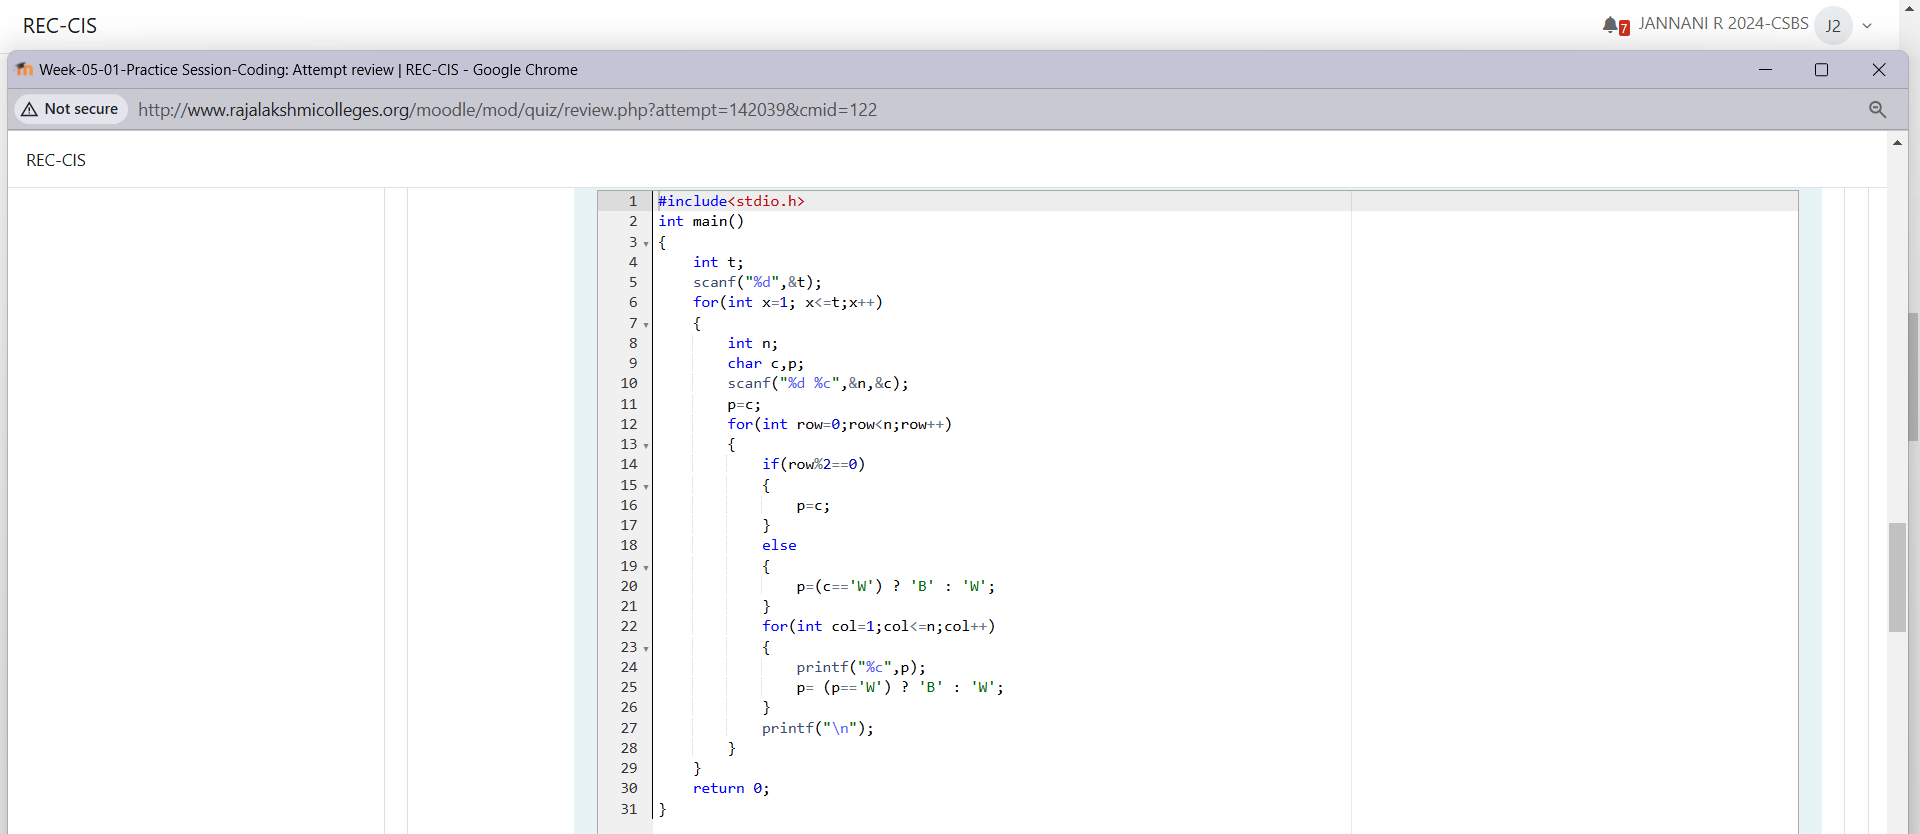 REC-CIS
7 JANNANI R 2024-CSBS J2
Week-05-01-Practice Session-Coding: Attempt review | REC-CIS - Google Chrome
Not secure http://www.rajalakshmicolleges.org/moodle/mod/quiz/review.php?attempt=142039&cmid=122
REC-CIS
1 #include<stdio.h>
2 int main()
3 {
4     int t;
5     scanf("%d",&t);
6     for(int x=1; x<=t;x++)
7     {
8         int n;
9         char c,p;
10         scanf("%d %c",&n,&c);
11         p=c;
12         for(int row=0;row<n;row++)
13         {
14             if(row%2==0)
15             {
16                 p=c;
17             }
18             else
19             {
20                 p=(c=='W') ? 'B' : 'W';
21             }
22             for(int col=1;col<=n;col++)
23             {
24                 printf("%c",p);
25                 p= (p=='W') ? 'B' : 'W';
26             }
27             printf("\n");
28         }
29     }
30     return 0;
31 }